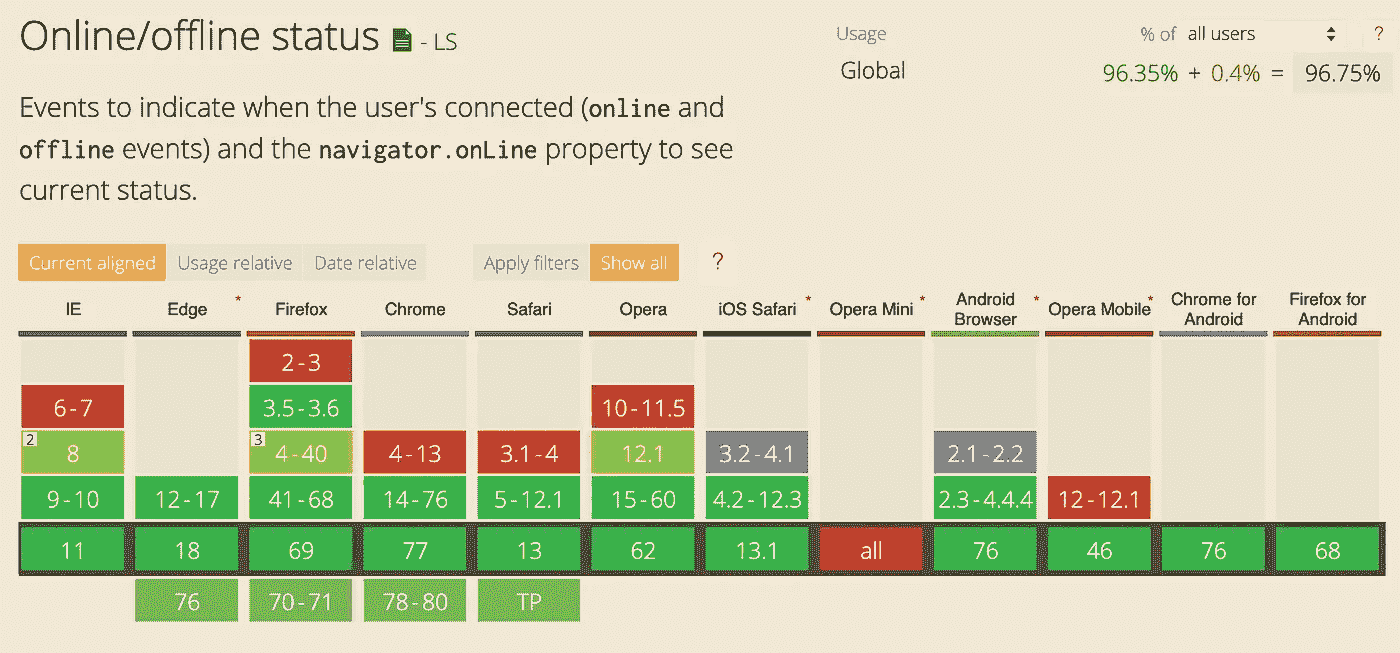 Online/offline status - LS
Usage % of all users ?
Global 96.35% + 0.4% = 96.75%
Events to indicate when the user's connected (online and
offline events) and the navigator.onLine property to see
current status.
Current aligned Usage relative Date relative Apply filters Show all ?
IE Edge * Firefox Chrome Safari Opera iOS Safari * Opera Mini * Android Browser * Opera Mobile * Chrome for Android Firefox for Android
2-3
6-7 3.5-3.6 10-11.5
2 8 3 4-40 4-13 3.1-4 12.1 3.2-4.1 2.1-2.2
9-10 12-17 41-68 14-76 5-12.1 15-60 4.2-12.3 2.3-4.4.4 12-12.1
11 18 69 77 13 62 13.1 all 76 46 76 68
76 70-71 78-80 TP